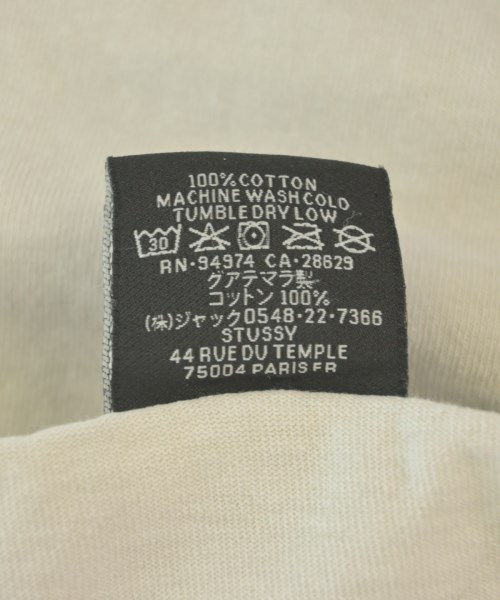 100% COTTON
MACHINE WASH COLD
TUMBLE DRY LOW
30
RN·94974 CA·28629
グアテマラ製
コットン 100%
(株)ジャック0548·22·7366
STUSSY
44 RUE DU TEMPLE
75004 PARIS FR